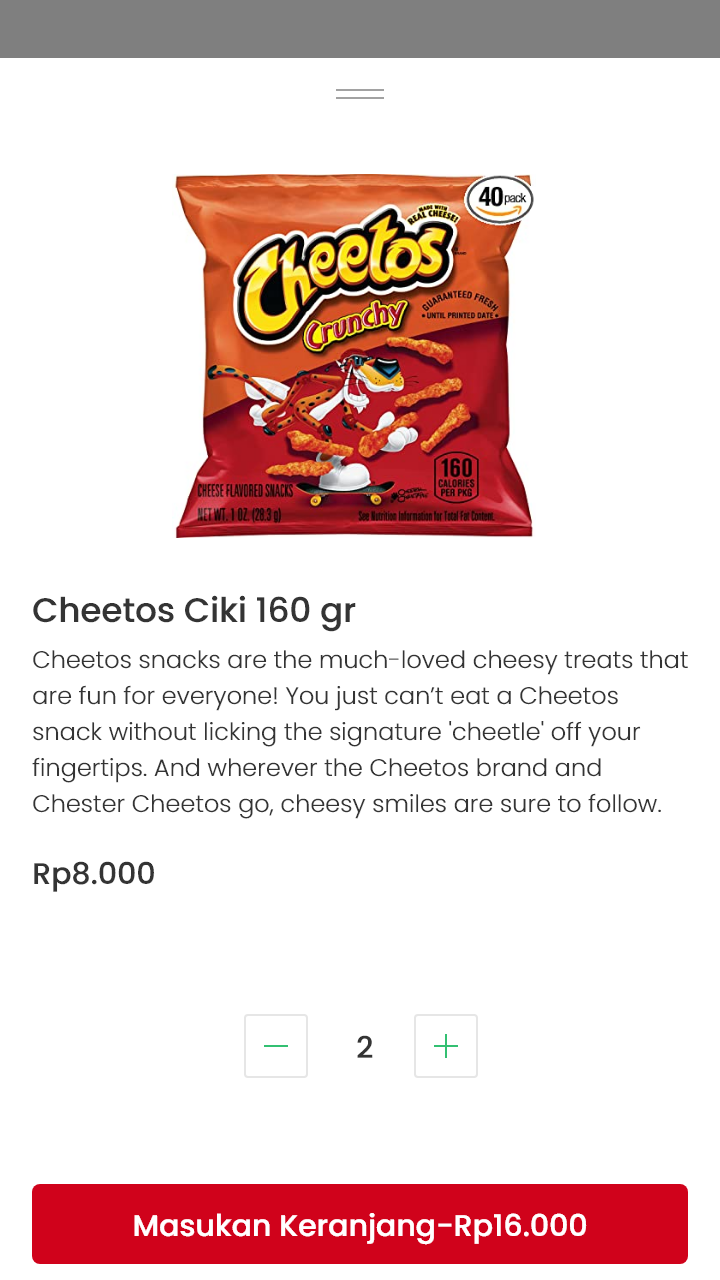 40 pack
MADE WITH
REAL CHEESE!
Cheetos
Crunchy
GUARANTEED FRESH
• UNTIL PRINTED DATE •
160
CALORIES
PER PKG
CHEESE FLAVORED SNACKS
NET WT. 1 OZ. (28.3 g)
See Nutrition Information for Total Fat Content.
Cheetos Ciki 160 gr
Cheetos snacks are the much-loved cheesy treats that
are fun for everyone! You just can’t eat a Cheetos
snack without licking the signature 'cheetle' off your
fingertips. And wherever the Cheetos brand and
Chester Cheetos go, cheesy smiles are sure to follow.
Rp8.000
2
Masukan Keranjang-Rp16.000